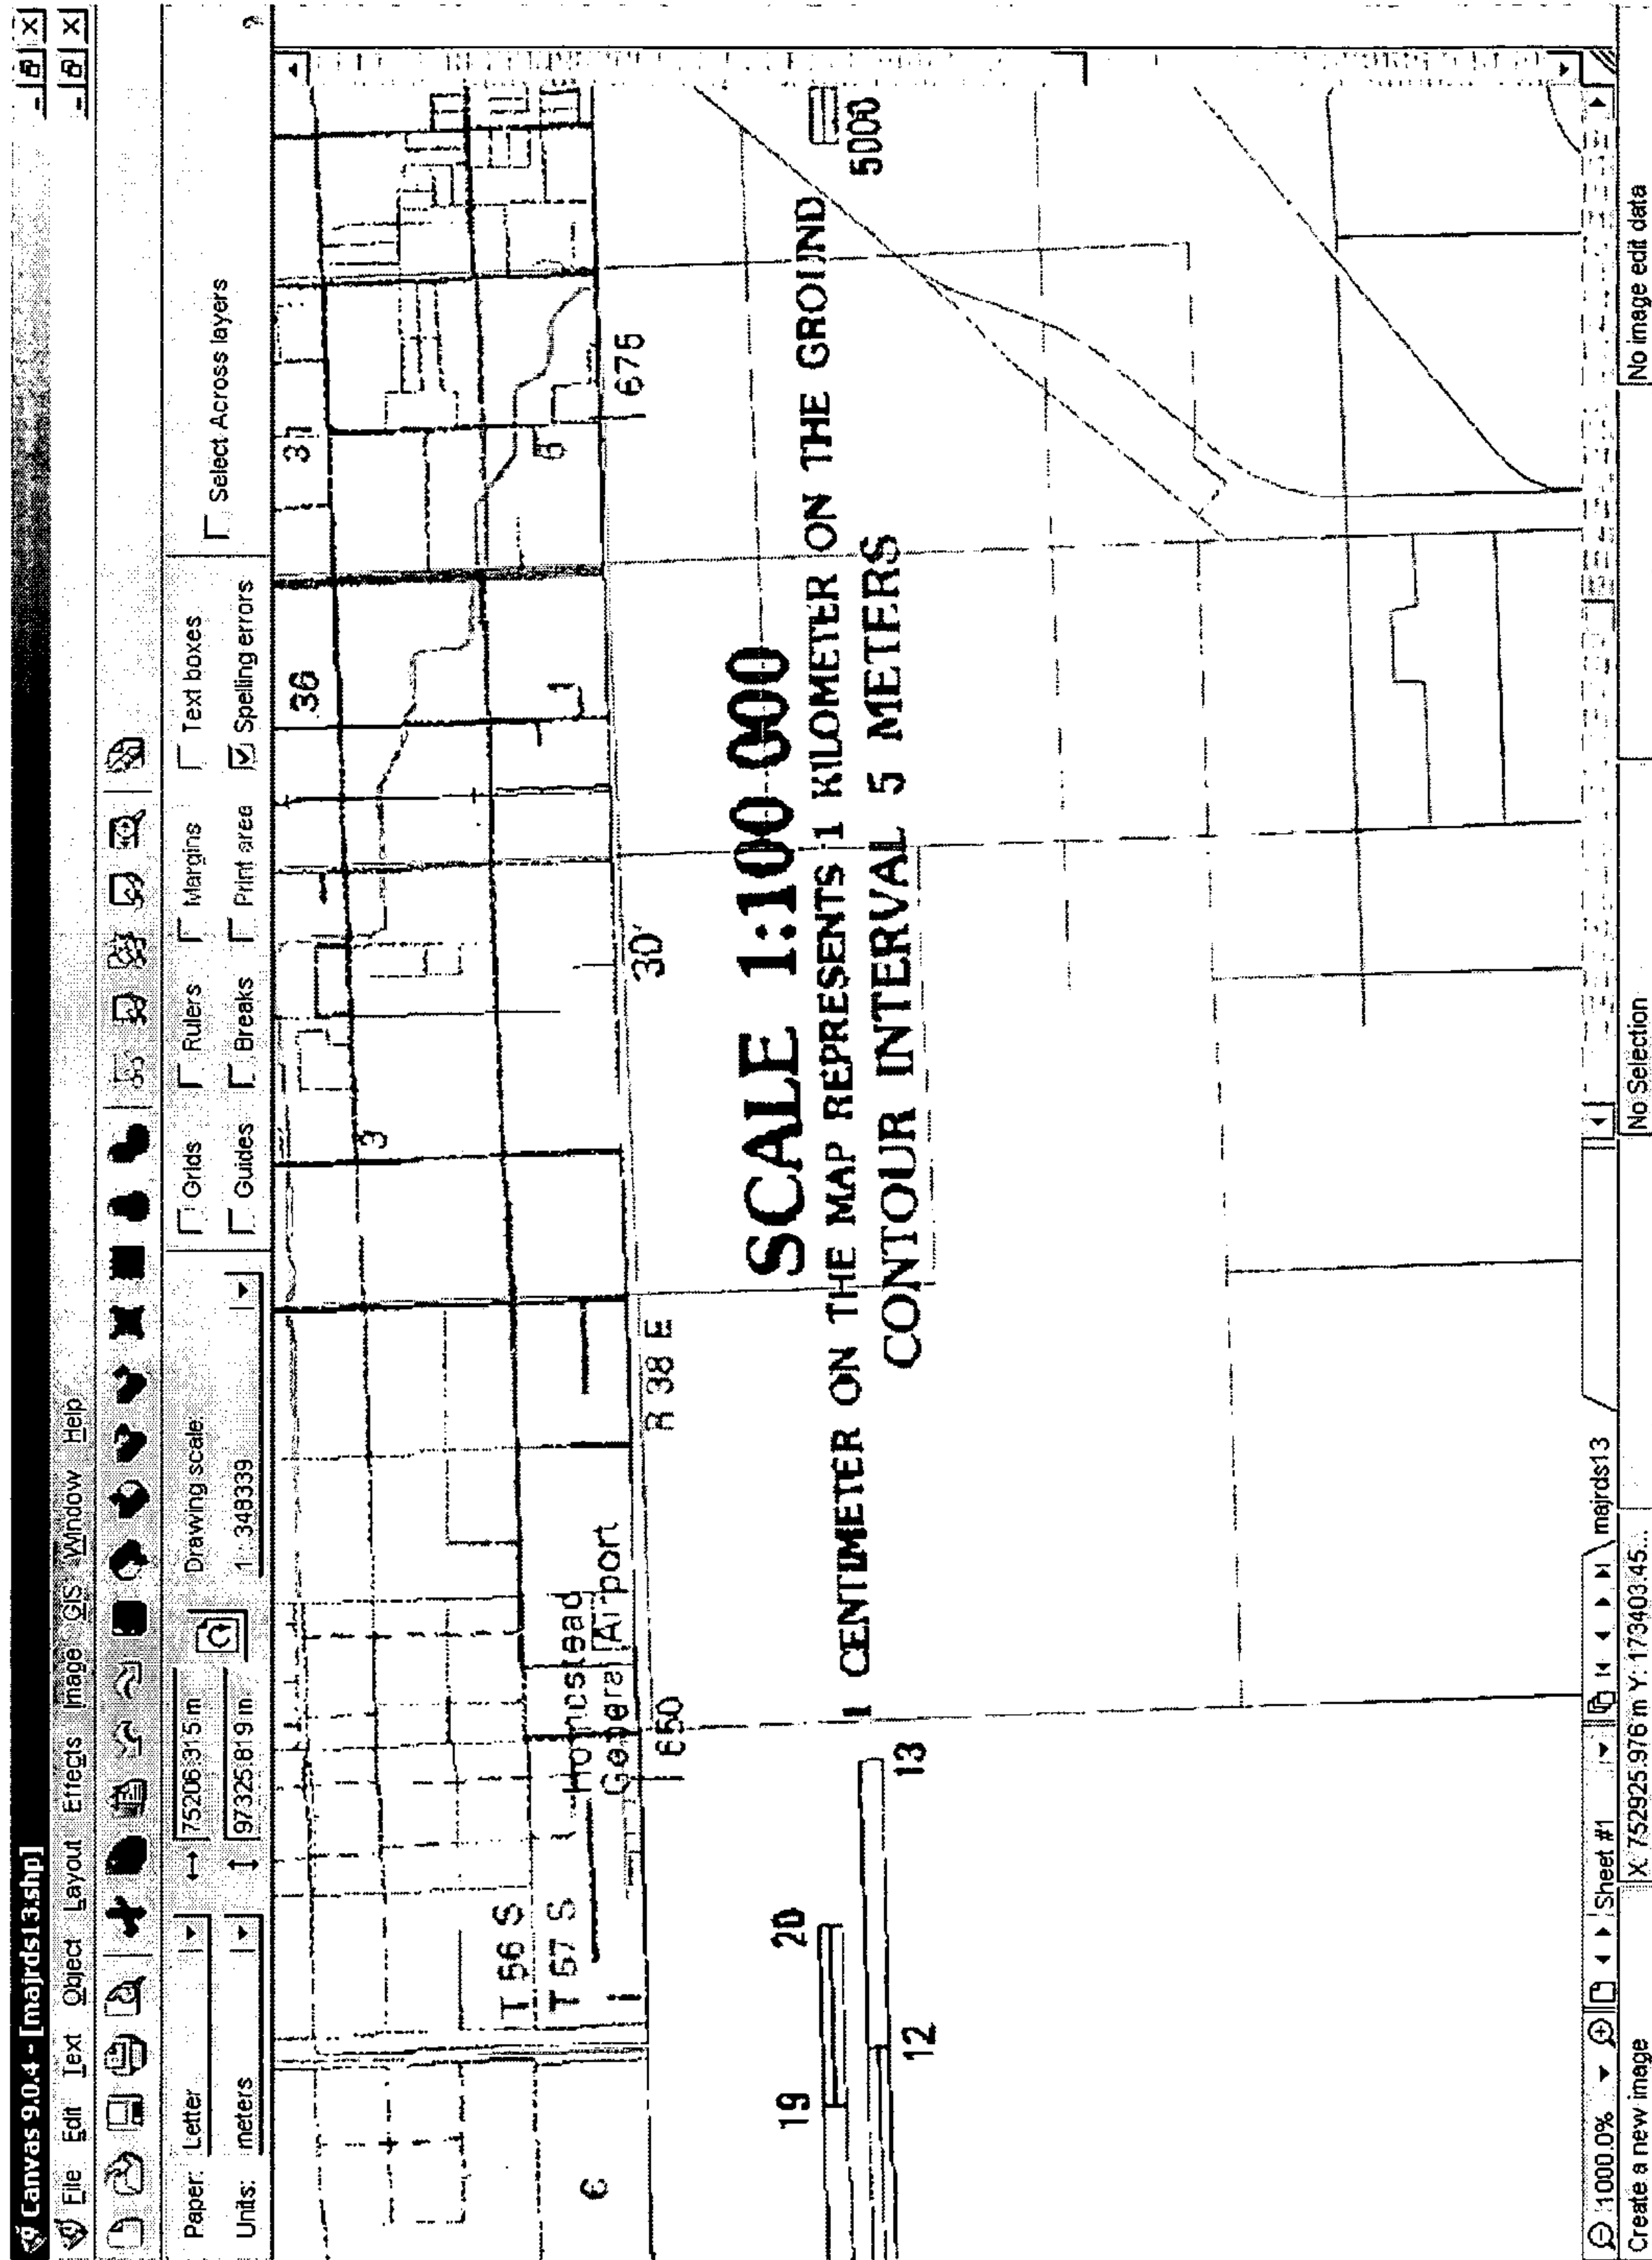 Canvas 9.0.4 - [majrds13.shp]
File Edit Text Object Layout Effects Image GIS Window Help
Paper: Letter 75206.315 m Drawing scale: Grids Rulers Margins Text boxes Select Across layers
Units: meters 97325.819 m 1: 348339 Guides Breaks Print area Spelling errors
36 31
3
T 56 S
T 57 S
Homestead
General Airport
1 6
650 R 38 E 30' 675
SCALE 1:100 000
1 CENTIMETER ON THE MAP REPRESENTS 1 KILOMETER ON THE GROUND
CONTOUR INTERVAL 5 METERS
19 20
5000
12 13
1000.0% Sheet #1 majrds13
Create a new image X: 752925.976 m Y: 173403.45... No Selection No image edit data